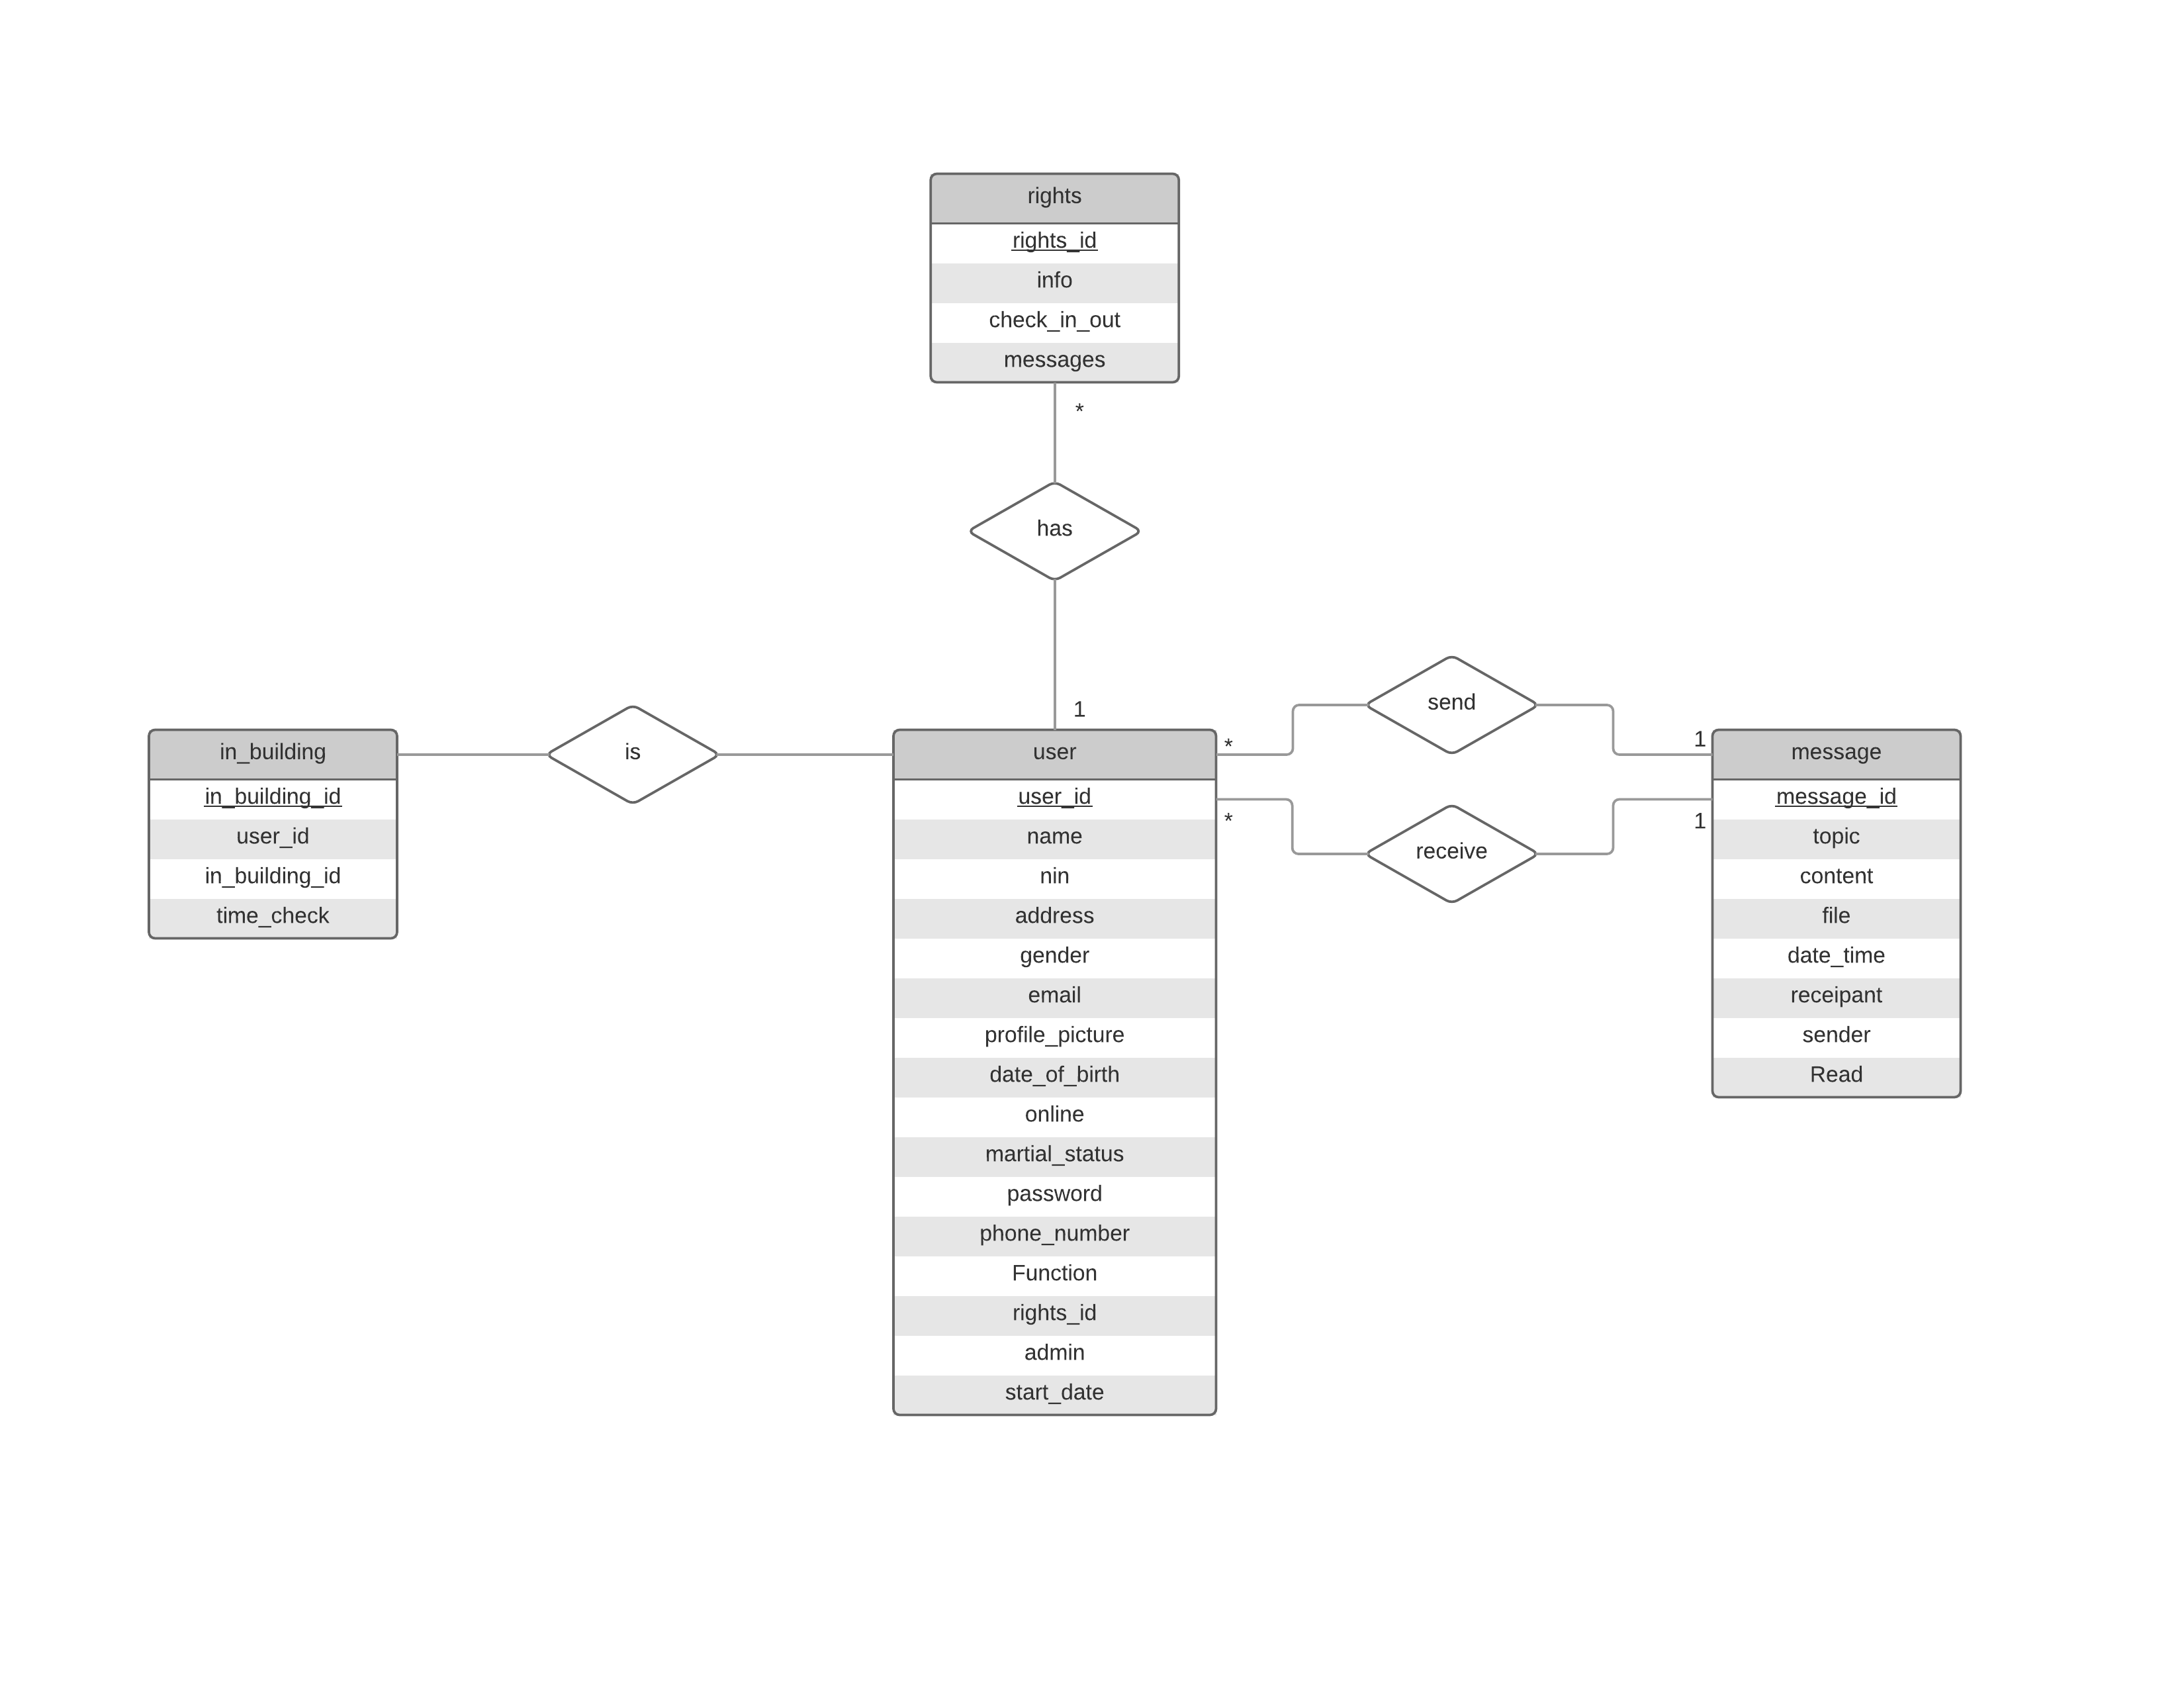 rights
rights_id
info
check_in_out
messages
*
has
1
in_building
in_building_id
user_id
in_building_id
time_check
is
user
user_id
name
nin
address
gender
email
profile_picture
date_of_birth
online
martial_status
password
phone_number
Function
rights_id
admin
start_date
*
*
send
receive
1
1
message
message_id
topic
content
file
date_time
receipant
sender
Read